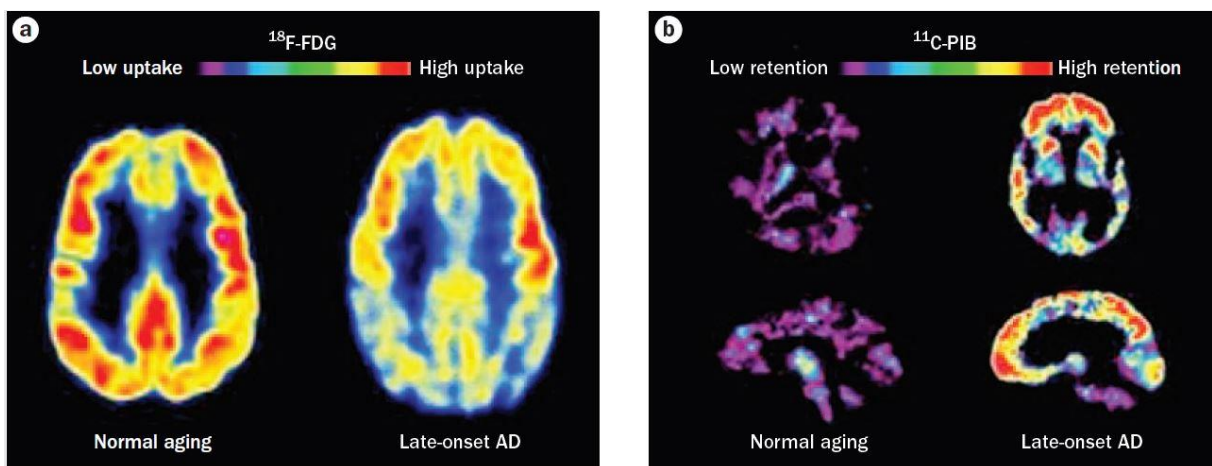 a
¹⁸F-FDG
Low uptake High uptake
Normal aging Late-onset AD
b
¹¹C-PIB
Low retention High retention
Normal aging Late-onset AD